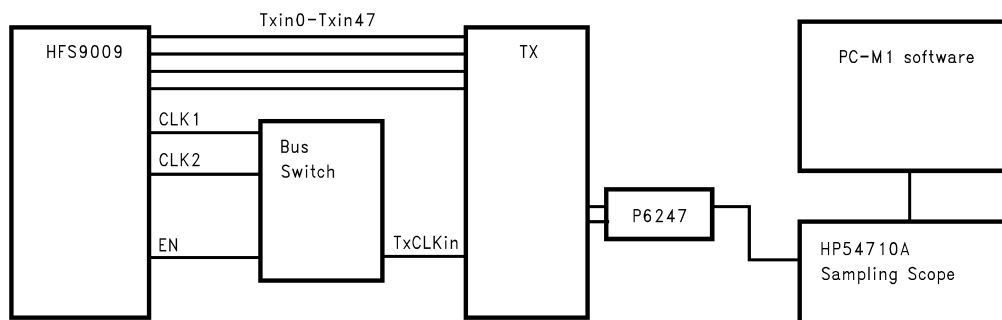 Txin0-Txin47
HFS9009
TX
PC-M1 software
CLK1
CLK2
Bus
Switch
P6247
EN
TxCLKin
HP54710A
Sampling Scope